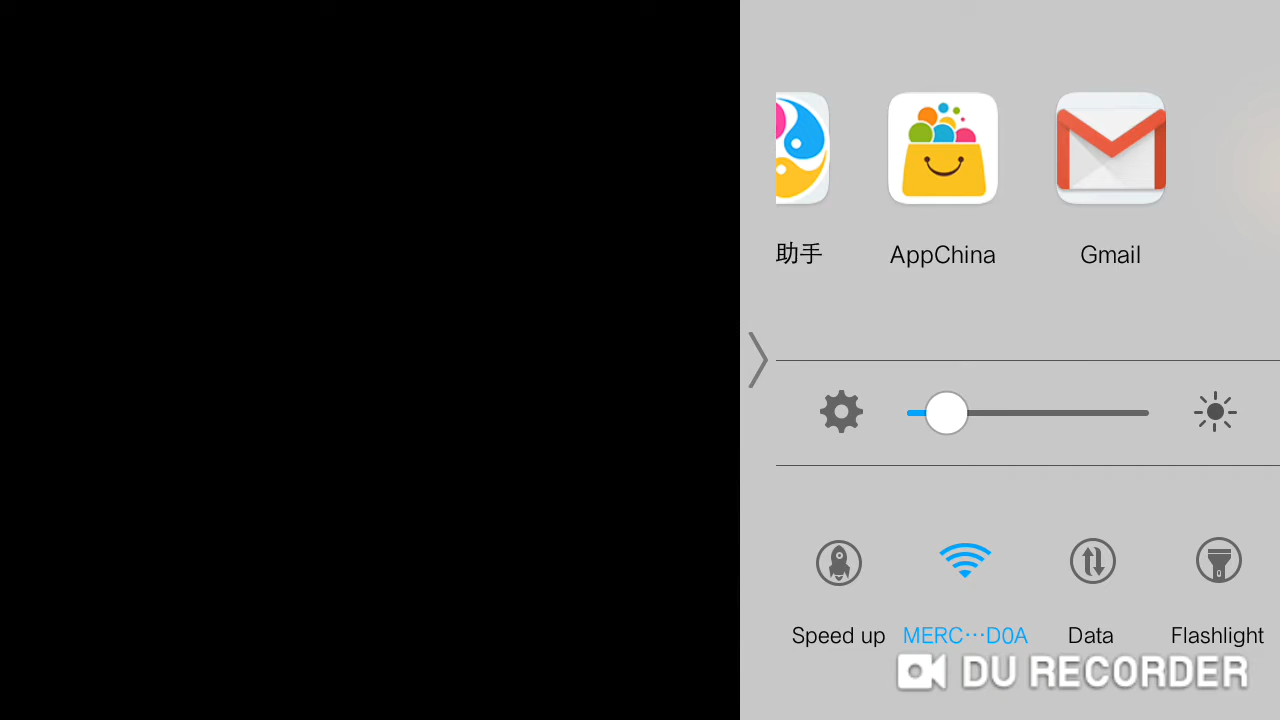 助手
AppChina
Gmail
Speed up
MERC···D0A
Data
Flashlight
DU RECORDER